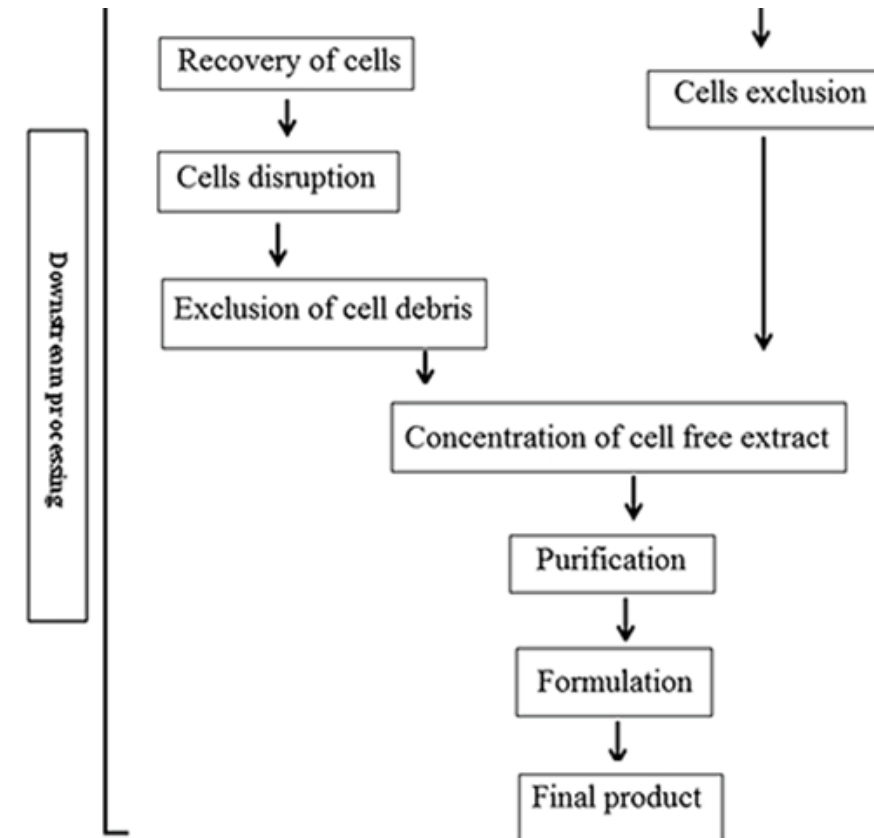 Recovery of cells
Cells exclusion
Cells disruption
Exclusion of cell debris
Downstream processing
Concentration of cell free extract
Purification
Formulation
Final product